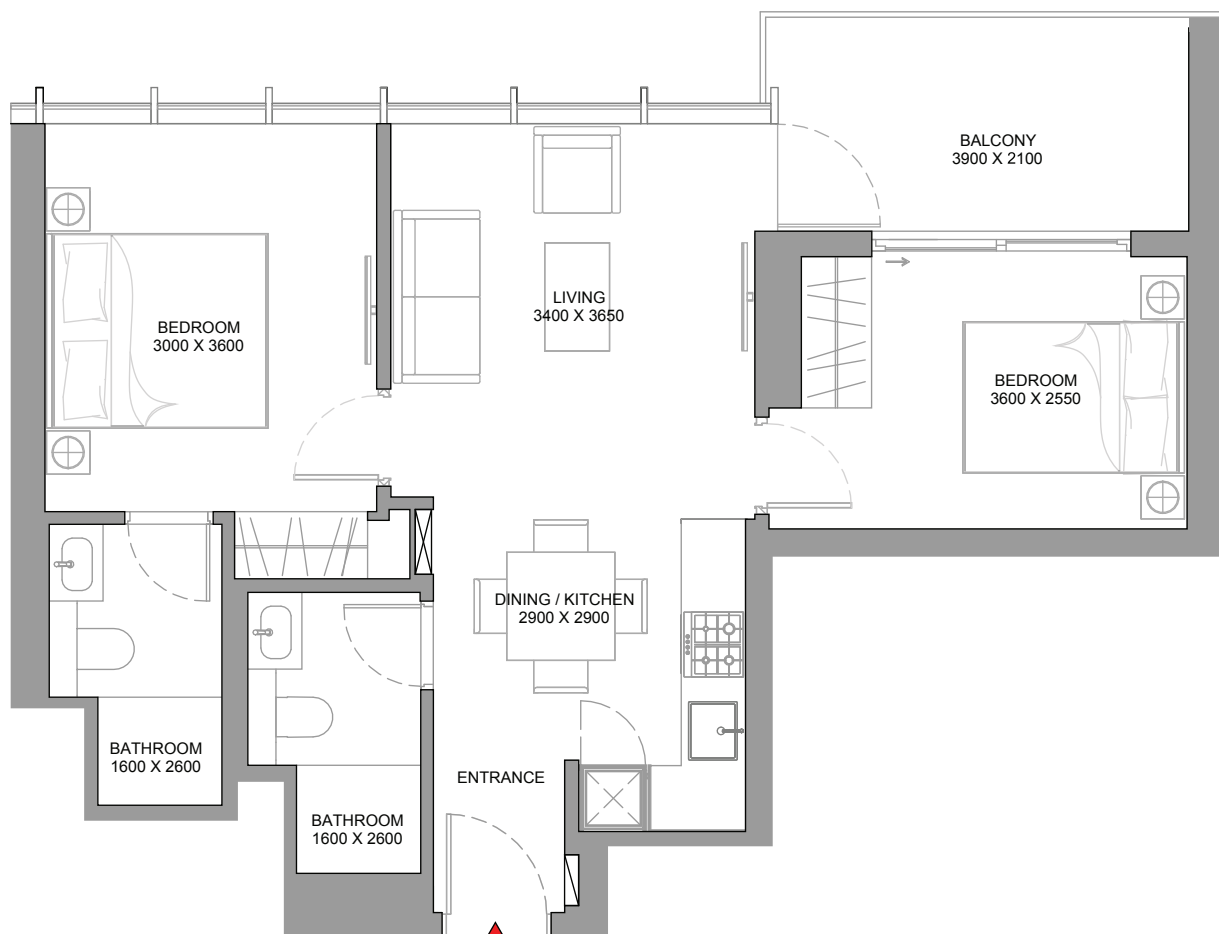 BALCONY
3900 X 2100
LIVING
3400 X 3650
BEDROOM
3000 X 3600
BEDROOM
3600 X 2550
DINING / KITCHEN
2900 X 2900
BATHROOM
1600 X 2600
ENTRANCE
BATHROOM
1600 X 2600